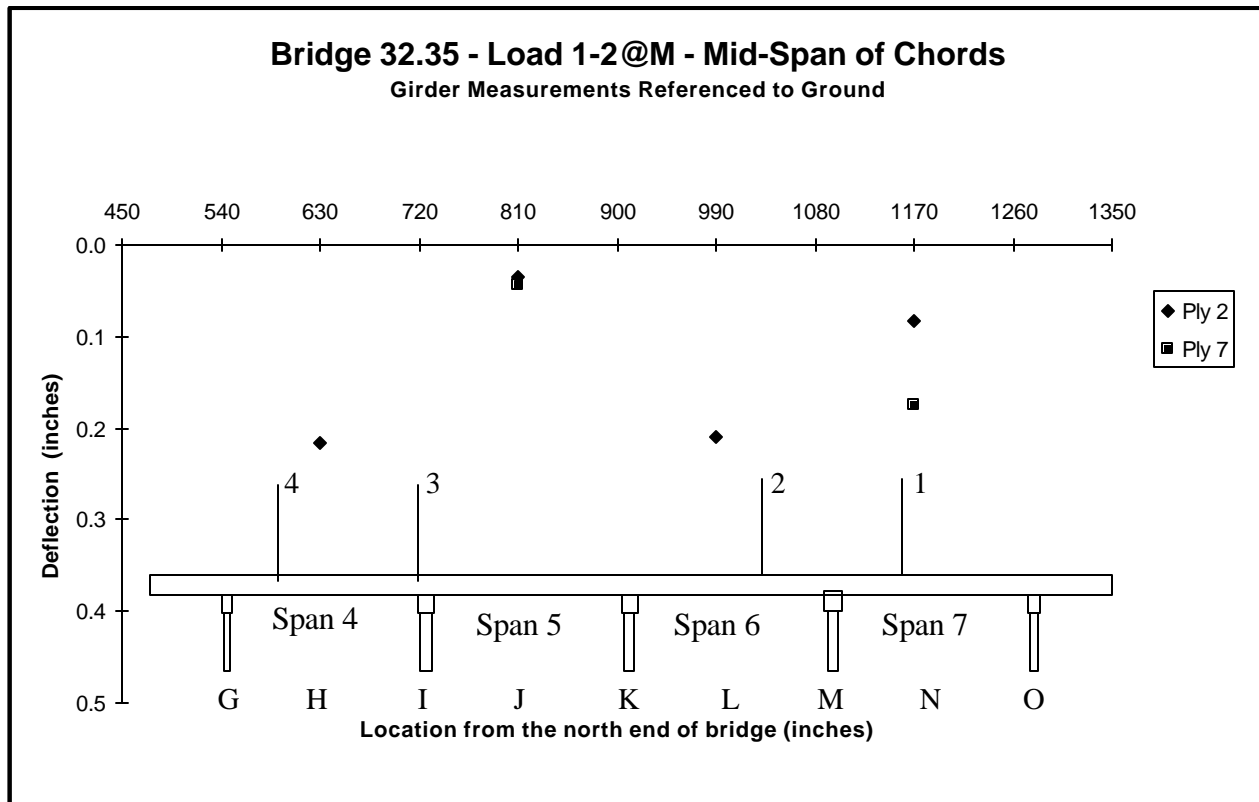 Bridge 32.35 - Load 1-2@M - Mid-Span of Chords
Girder Measurements Referenced to Ground
450 540 630 720 810 900 990 1080 1170 1260 1350
0.0
0.1
0.2
0.3
0.4
0.5
Deflection (inches)
Ply 2
Ply 7
4 3 2 1
Span 4 Span 5 Span 6 Span 7
G H I J K L M N O
Location from the north end of bridge (inches)